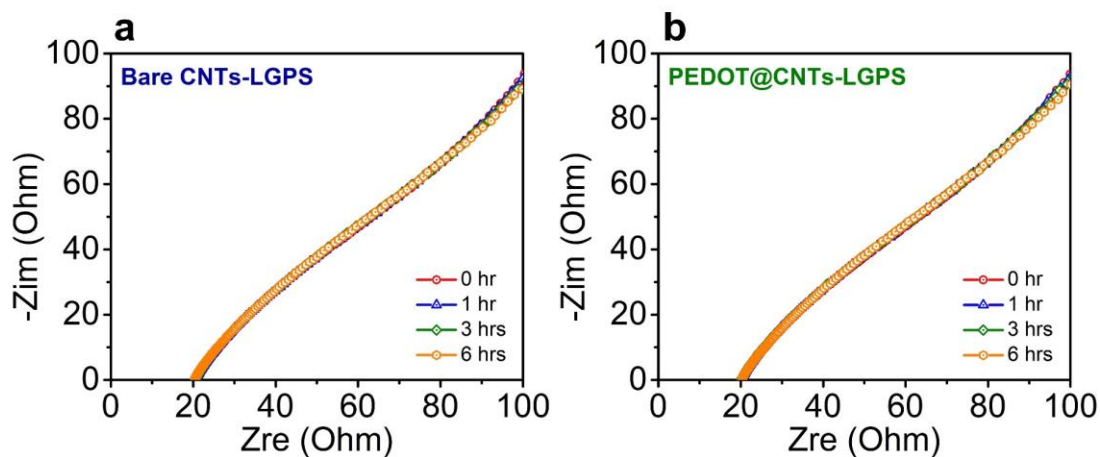 a
Bare CNTs-LGPS
100
80
60
40
20
0
-Zim (Ohm)
0 hr
1 hr
3 hrs
6 hrs
0 20 40 60 80 100
Zre (Ohm)
b
PEDOT@CNTs-LGPS
100
80
60
40
20
0
-Zim (Ohm)
0 hr
1 hr
3 hrs
6 hrs
0 20 40 60 80 100
Zre (Ohm)